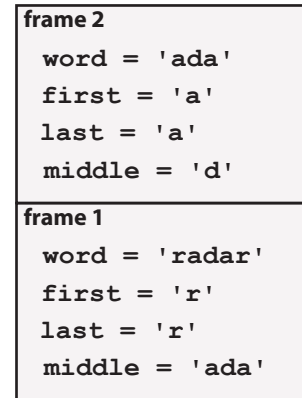 frame 2
word = 'ada'
first = 'a'
last = 'a'
middle = 'd'
frame 1
word = 'radar'
first = 'r'
last = 'r'
middle = 'ada'